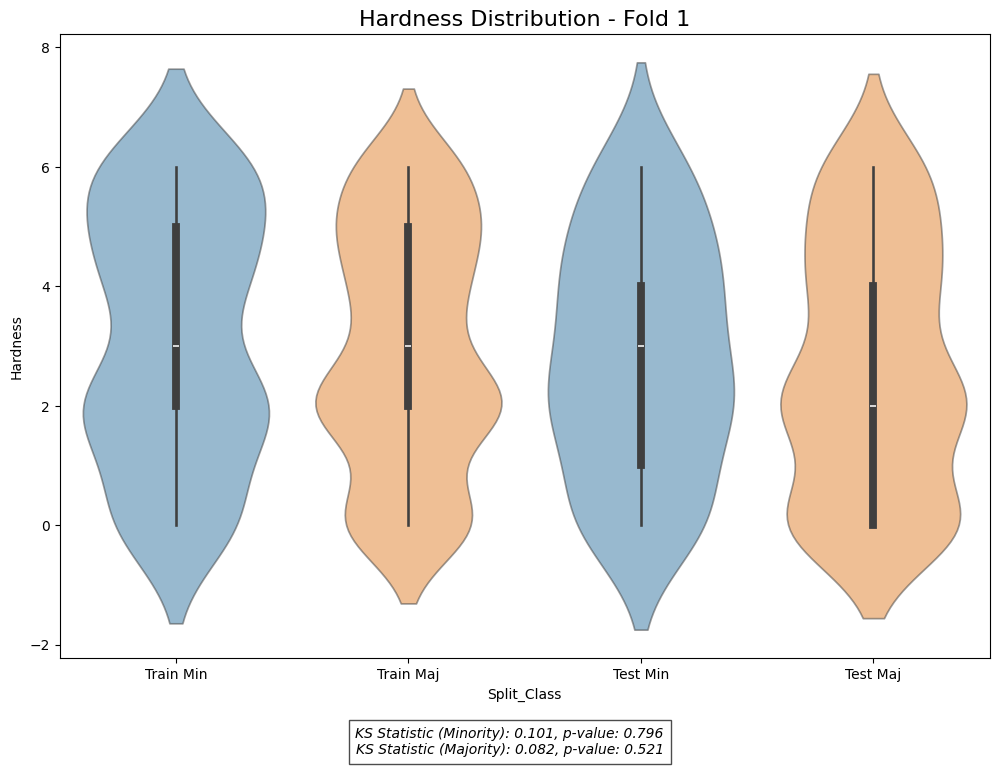 Hardness Distribution - Fold 1
8
6
4
2
0
−2
Hardness
Train Min
Train Maj
Test Min
Test Maj
Split_Class
KS Statistic (Minority): 0.101, p-value: 0.796
KS Statistic (Majority): 0.082, p-value: 0.521